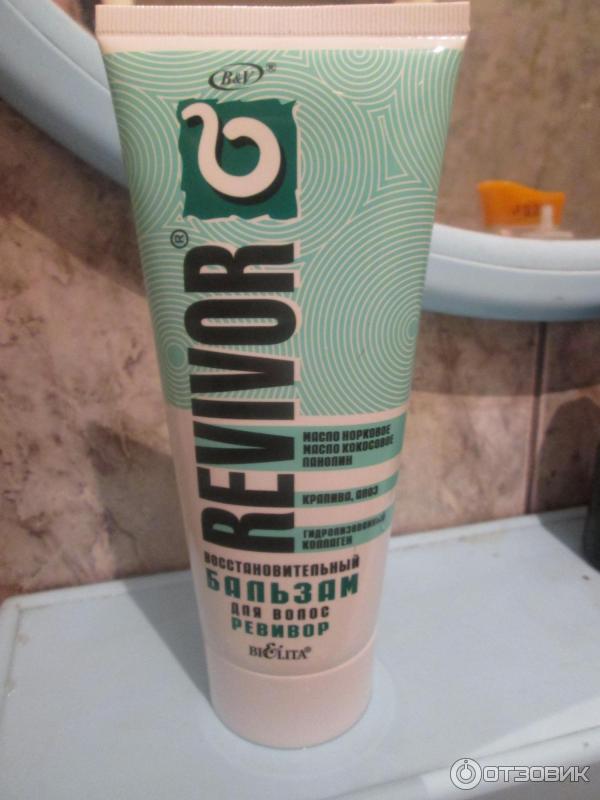 B&V®
REVIVOR®
МАСЛО НОРКОВОЕ
МАСЛО КОКОСОВОЕ
ЛАНОЛИН
КРАПИВА, АЛОЭ
ГИДРОЛИЗОВАННЫЙ
КОЛЛАГЕН
ВОССТАНОВИТЕЛЬНЫЙ
БАЛЬЗАМ
ДЛЯ ВОЛОС
РЕВИВОР
BIELITA®
ОТЗОВИК